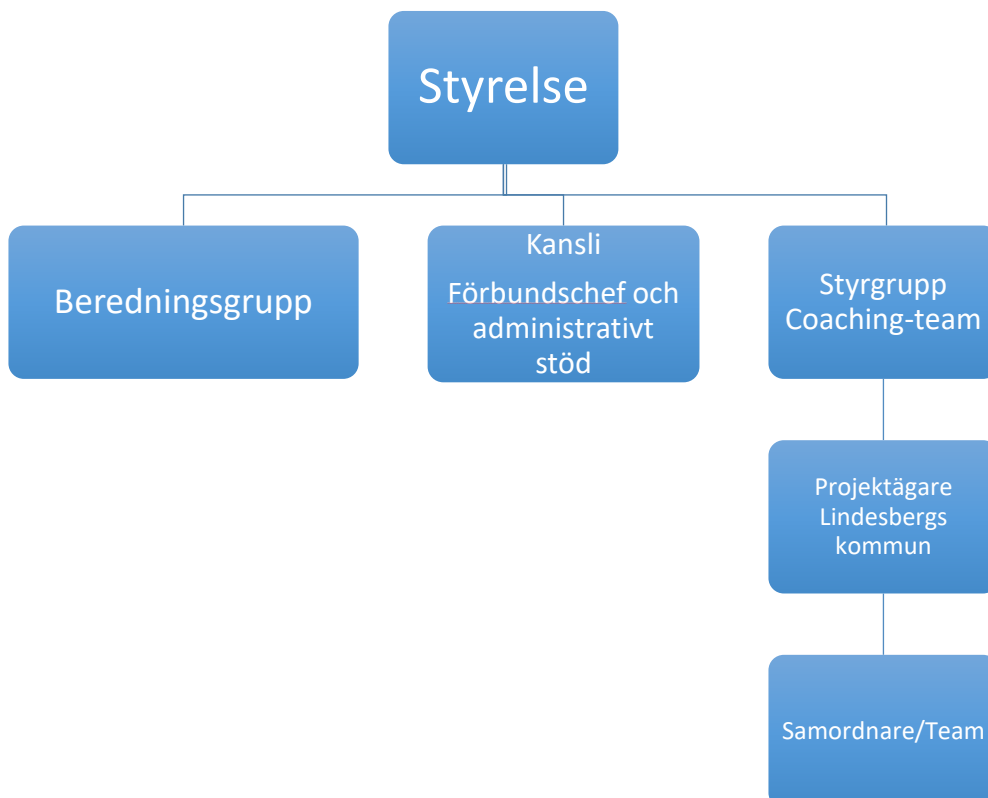 Styrelse
Beredningsgrupp
Kansli
Förbundschef och
administrativt
stöd
Styrgrupp
Coaching-team
Projektägare
Lindesbergs
kommun
Samordnare/Team